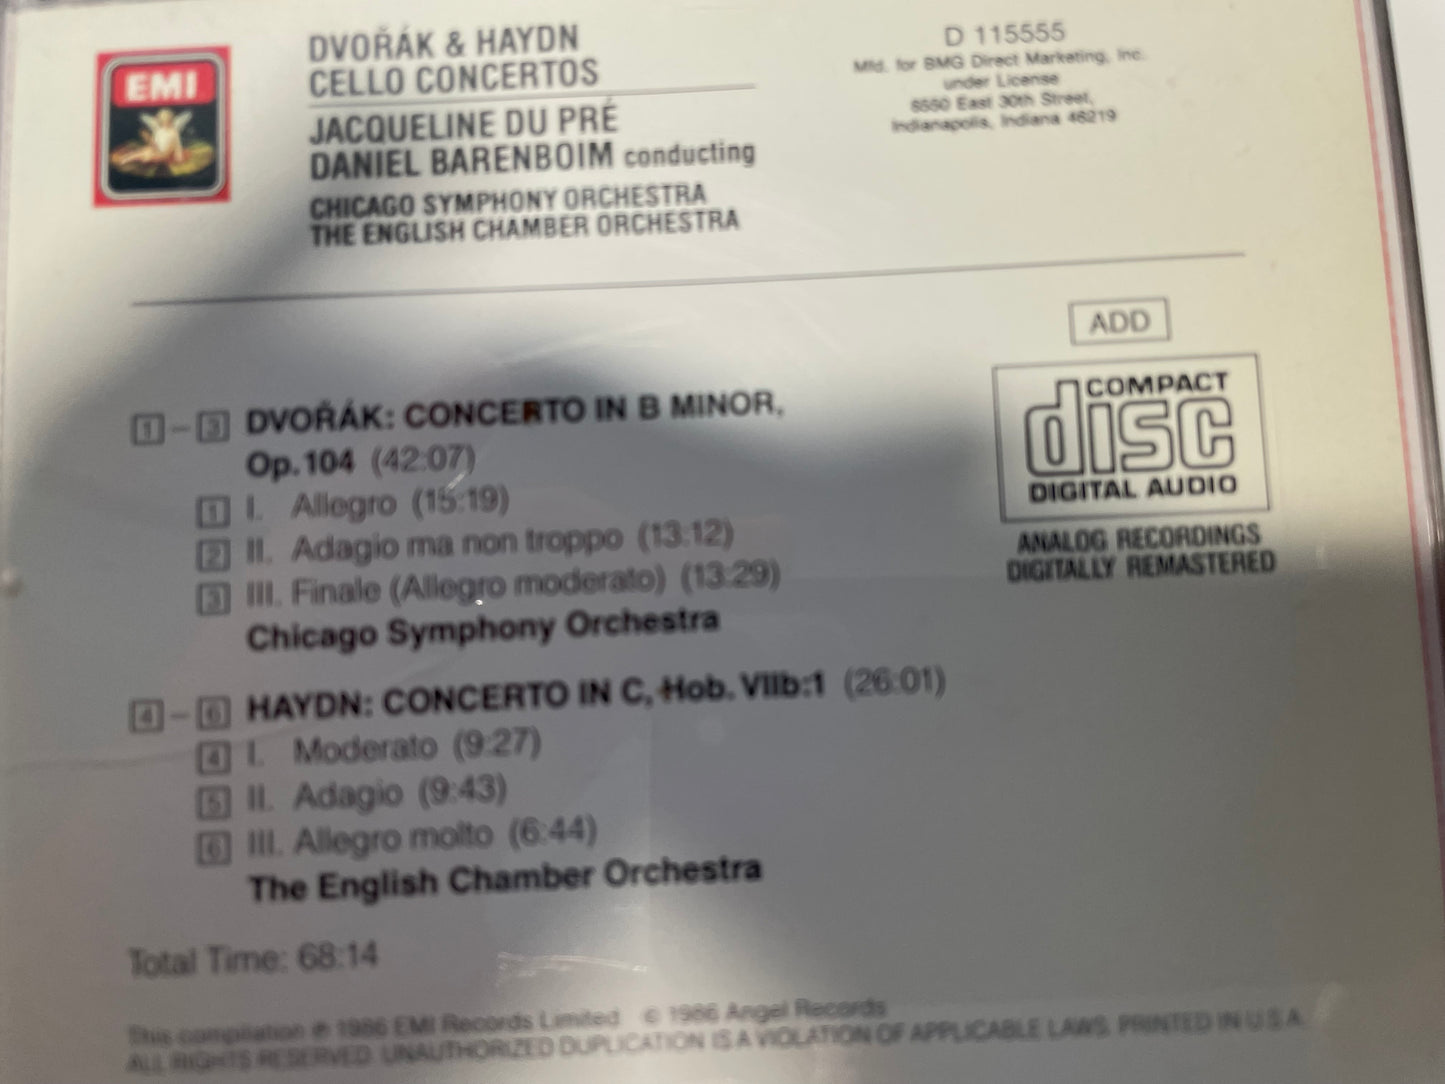 EMI
DVOŘÁK & HAYDN
CELLO CONCERTOS
JACQUELINE DU PRÉ
DANIEL BARENBOIM conducting
CHICAGO SYMPHONY ORCHESTRA
THE ENGLISH CHAMBER ORCHESTRA
D 115555
Mfd. for BMG Direct Marketing, Inc.
under License
6550 East 30th Street,
Indianapolis, Indiana 46219
ADD
COMPACT
disc
DIGITAL AUDIO
ANALOG RECORDINGS
DIGITALLY REMASTERED
1 – 3 DVOŘÁK: CONCERTO IN B MINOR,
Op. 104 (42:07)
1 I. Allegro (15:19)
2 II. Adagio ma non troppo (13:12)
3 III. Finale (Allegro moderato) (13:29)
Chicago Symphony Orchestra
4 – 6 HAYDN: CONCERTO IN C, Hob. VIIb:1 (26:01)
4 I. Moderato (9:27)
5 II. Adagio (9:43)
6 III. Allegro molto (6:44)
The English Chamber Orchestra
Total Time: 68:14
This compilation ℗ 1986 EMI Records Limited © 1986 Angel Records
ALL RIGHTS RESERVED. UNAUTHORIZED DUPLICATION IS A VIOLATION OF APPLICABLE LAWS. PRINTED IN U.S.A.